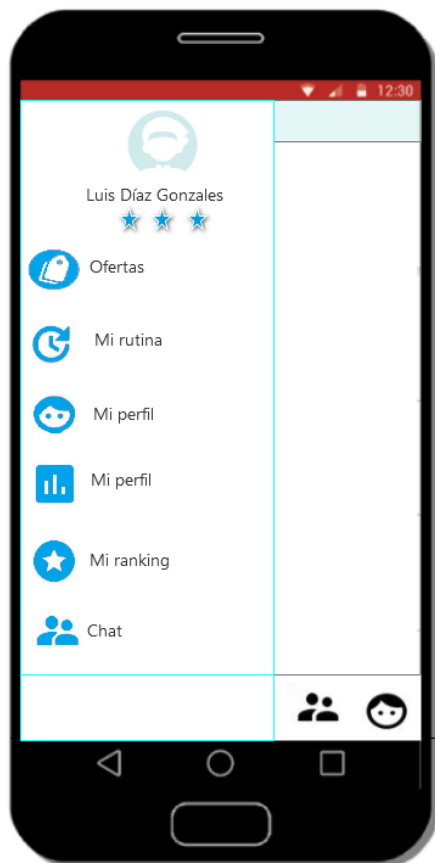 12:30
Luis Díaz Gonzales
Ofertas
Mi rutina
Mi perfil
Mi perfil
Mi ranking
Chat